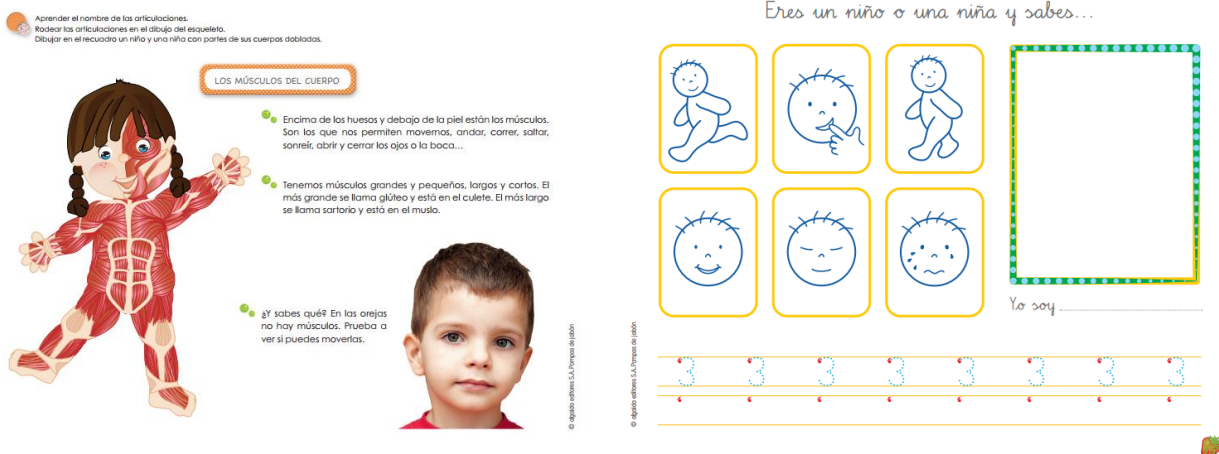 Aprender el nombre de las articulaciones.
Rodear las articulaciones en el dibujo del esqueleto.
Dibujar en el recuadro un niño y una niña con partes de sus cuerpos dobladas.
LOS MÚSCULOS DEL CUERPO
Encima de los huesos y debajo de la piel están los músculos.
Son los que nos permiten movernos, andar, correr, saltar,
sonreír, abrir y cerrar los ojos o la boca...
Tenemos músculos grandes y pequeños, largos y cortos. El
más grande se llama glúteo y está en el culete. El más largo
se llama sartorio y está en el muslo.
¿Y sabes qué? En las orejas
no hay músculos. Prueba a
ver si puedes moverlas.
© algaida editores S.A. Pompas de jabón
Eres un niño o una niña y sabes...
Yo soy
© algaida editores S.A. Pompas de jabón
3 3 3 3 3 3 3 3